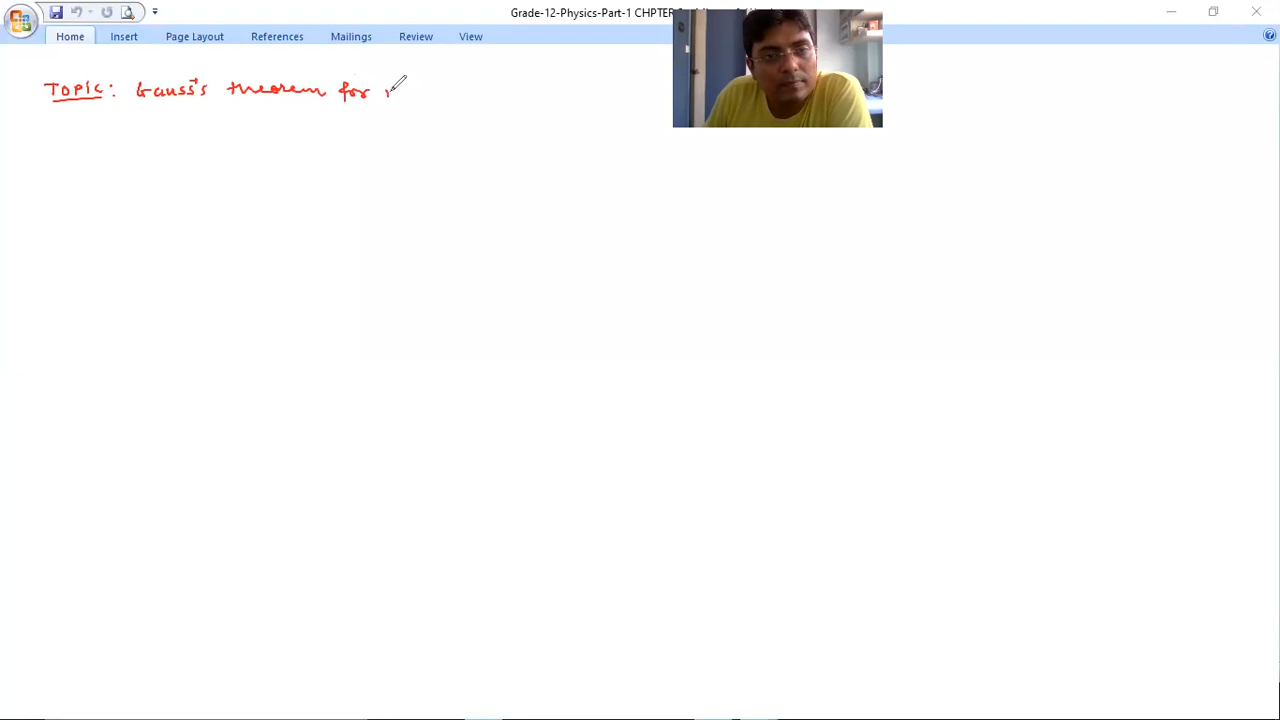 Grade-12-Physics-Part-1 CHPTER
Home Insert Page Layout References Mailings Review View
TOPIC: Gauss's theorem for